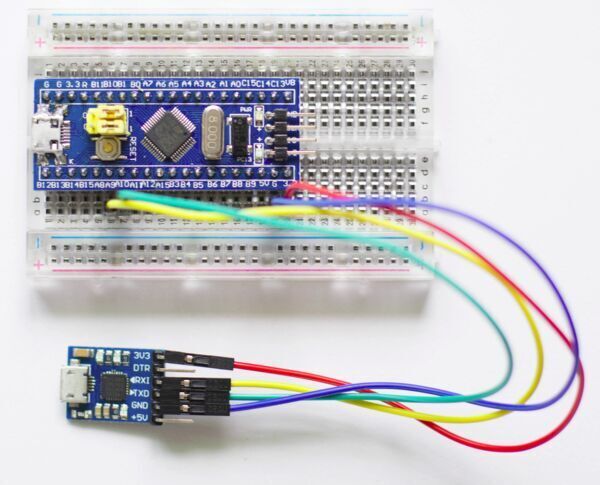 G G 3.3 R B11 B10 B1 B0 A7 A6 A5 A4 A3 A2 A1 A0 C15 C14 C13 VB
PWR
8.000
RESET
PC13
B12 B13 B14 B15 A8 A9 A10 A11 A12 A15 B3 B4 B5 B6 B7 B8 B9 5V G 3.
3V3
DTR
RXI
TXD
GND
+5V